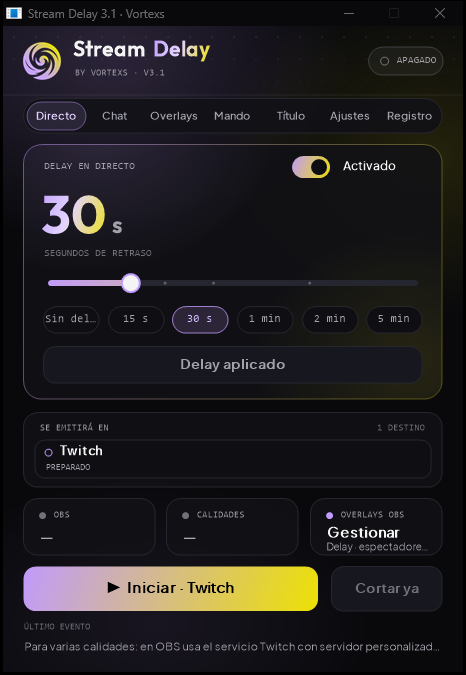 Stream Delay 3.1 · Vortexs
Stream Delay
BY VORTEXS · V3.1
APAGADO
Directo Chat Overlays Mando Título Ajustes Registro
DELAY EN DIRECTO
Activado
30 s
SEGUNDOS DE RETRASO
Sin del… 15 s 30 s 1 min 2 min 5 min
Delay aplicado
SE EMITIRÁ EN
1 DESTINO
Twitch
PREPARADO
OBS
—
CALIDADES
—
OVERLAYS OBS
Gestionar
Delay · espectadore…
▶ Iniciar · Twitch
Cortar ya
ÚLTIMO EVENTO
Para varias calidades: en OBS usa el servicio Twitch con servidor personalizad…